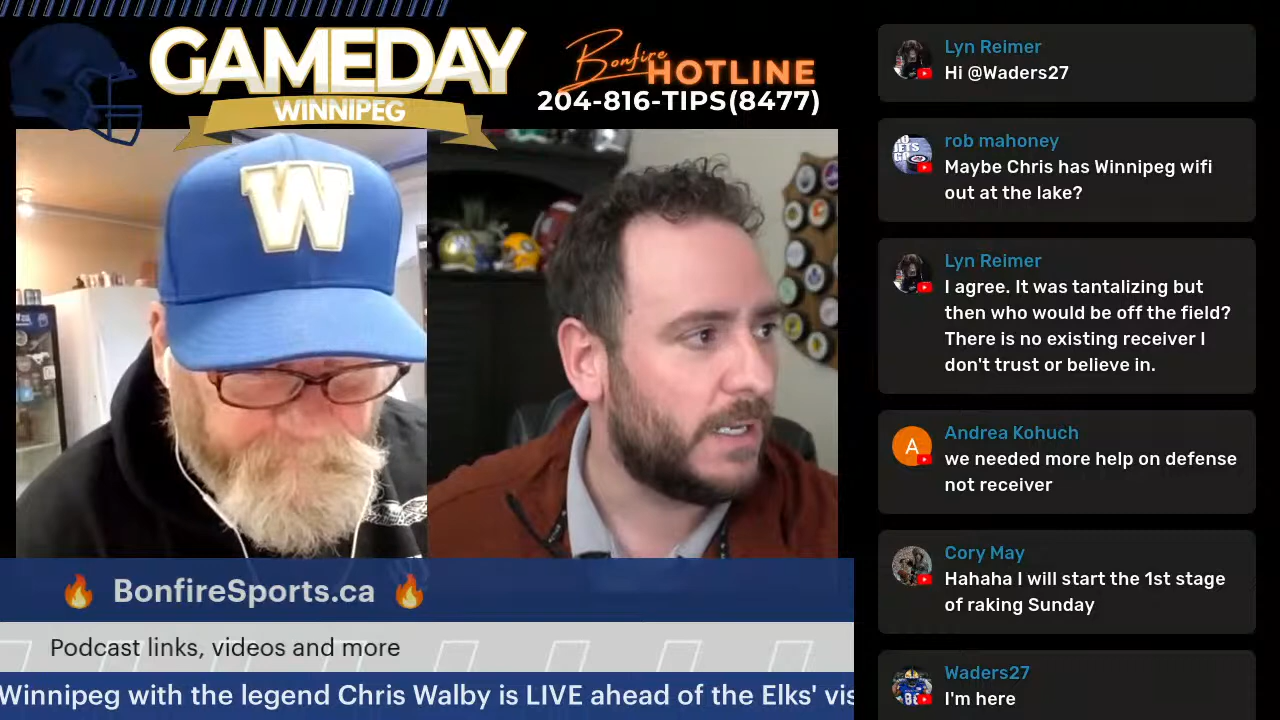 GAMEDAY
WINNIPEG
Bonfire
HOTLINE
204-816-TIPS(8477)
W
🔥 BonfireSports.ca 🔥
Podcast links, videos and more
Winnipeg with the legend Chris Walby is LIVE ahead of the Elks' vis
Lyn Reimer
Hi @Waders27
rob mahoney
Maybe Chris has Winnipeg wifi
out at the lake?
Lyn Reimer
I agree. It was tantalizing but
then who would be off the field?
There is no existing receiver I
don't trust or believe in.
Andrea Kohuch
A
we needed more help on defense
not receiver
Cory May
Hahaha I will start the 1st stage
of raking Sunday
Waders27
I'm here